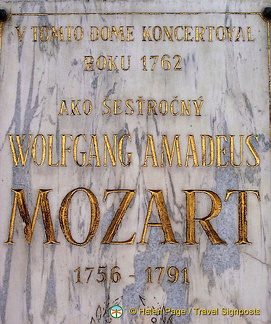 V TOMTO DOME KONCERTOVAL
ROKU 1762
AKO ŠESŤROČNÝ
WOLFGANG AMADEUS
MOZART
1756 - 1791
© Helen Page / Travel Signposts